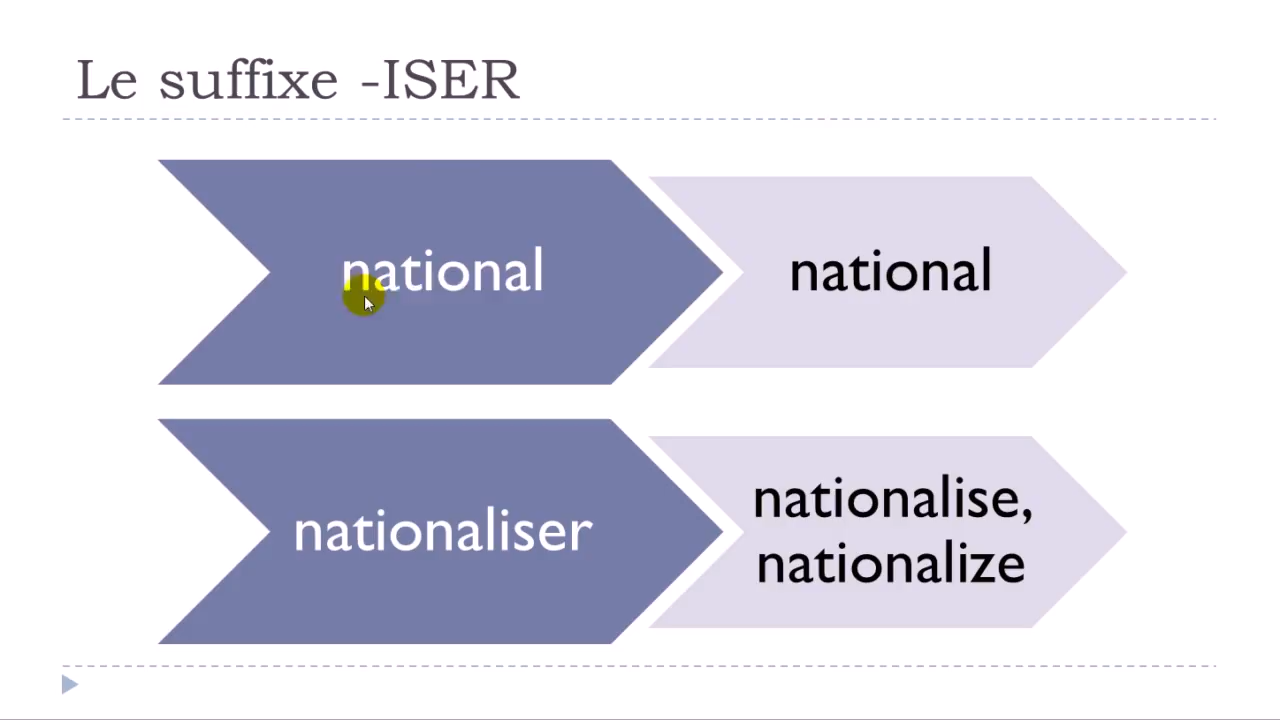 Le suffixe -ISER
national
national
nationaliser
nationalise,
nationalize